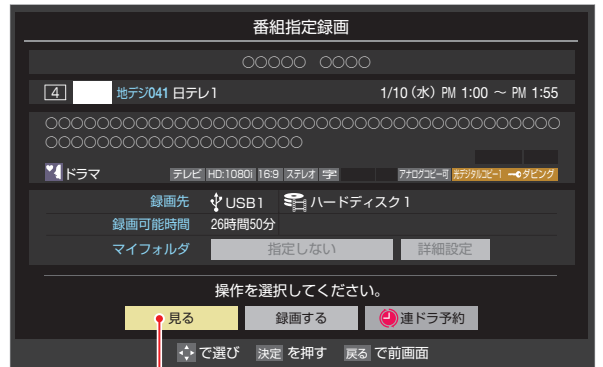 番組指定録画
○○○○○ ○○○○
4 地デジ041 日テレ1 1/10 (水) PM 1:00 ～ PM 1:55
○○○○○○○○○○○○○○○○○○○○○○○○○○○○○○○○○
○○○○○○○○○○○○○○○○
ドラマ テレビ HD:1080i 16:9 ステレオ 字 アナログコピー可 光デジタルコピー1 ダビング
録画先 USB1 ハードディスク1
録画可能時間 26時間50分
マイフォルダ 指定しない 詳細設定
操作を選択してください。
見る 録画する 連ドラ予約
で選び 決定 を押す 戻る で前画面